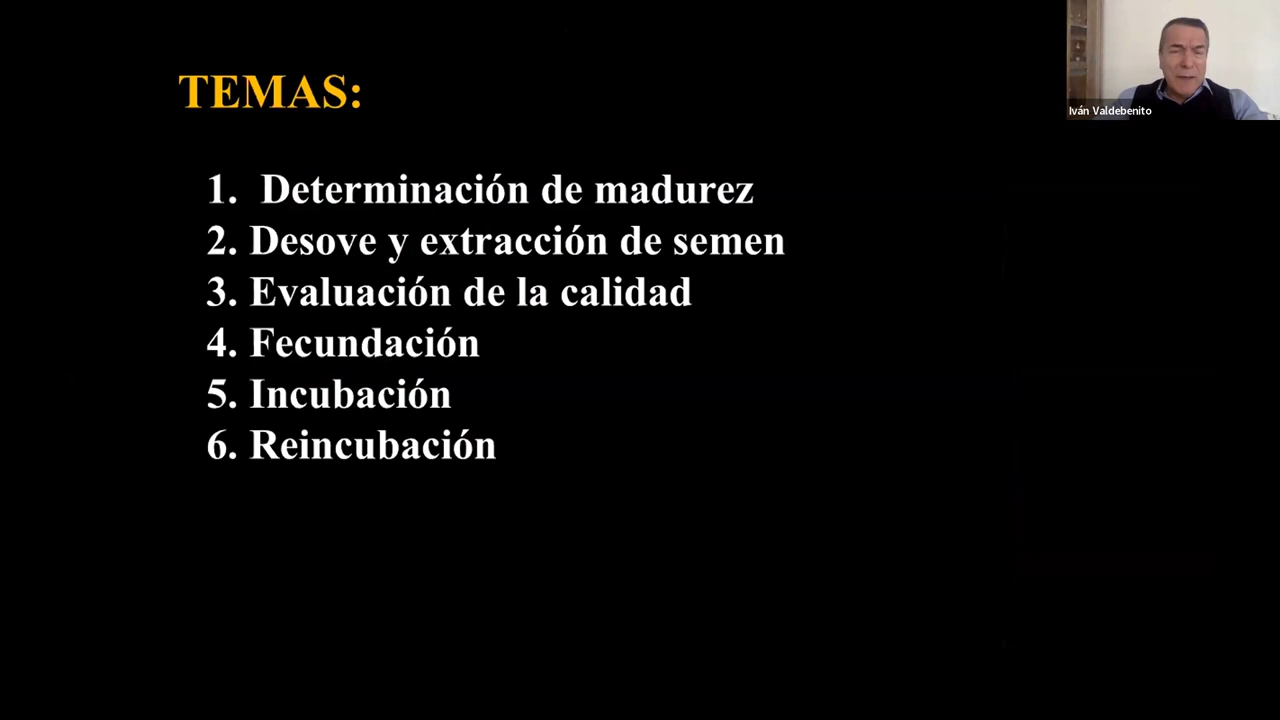 TEMAS:
Iván Valdebenito
1. Determinación de madurez
2. Desove y extracción de semen
3. Evaluación de la calidad
4. Fecundación
5. Incubación
6. Reincubación